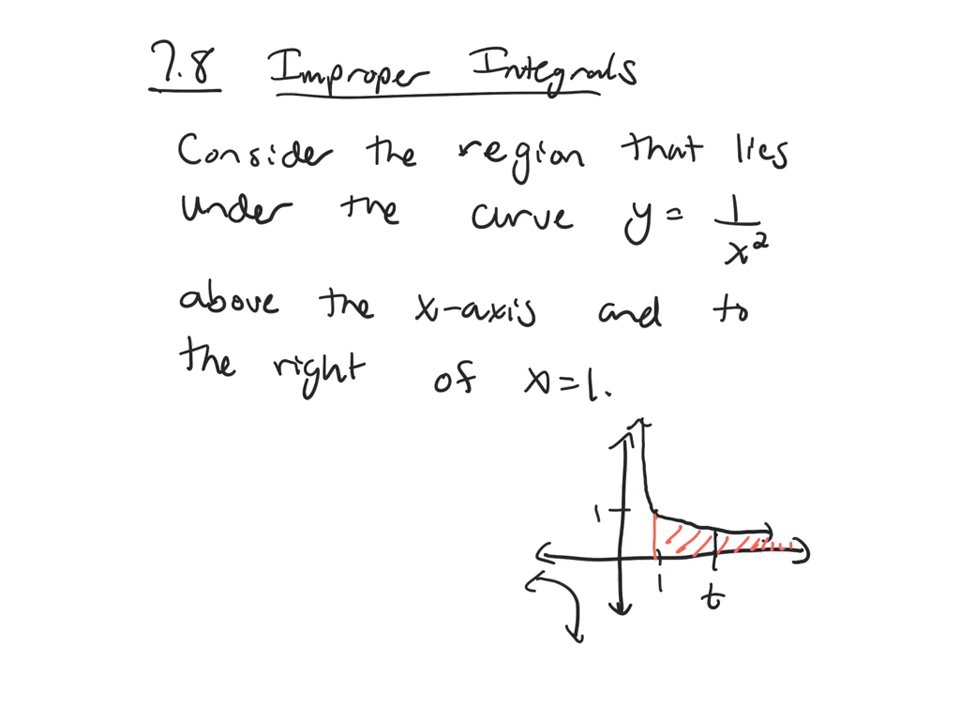 7.8 Improper Integrals
Consider the region that lies
under the curve y = 1/x²
above the x-axis and to
the right of x=1.
1
1
t